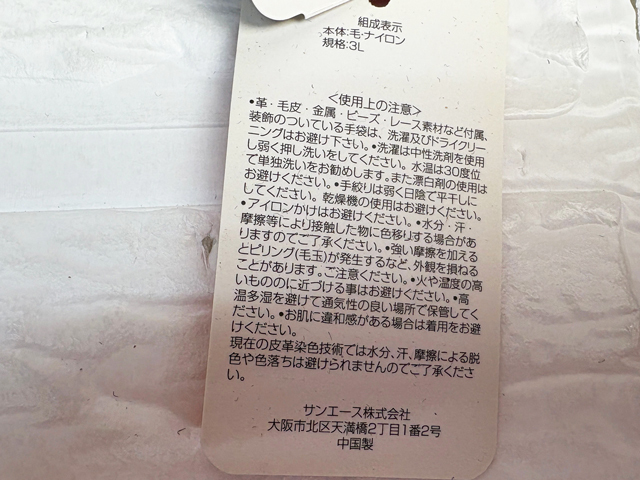 組成表示
本体:毛・ナイロン
規格:3L
＜使用上の注意＞
•革・毛皮・金属・ビーズ・レース素材など付属、
装飾のついている手袋は、洗濯及びドライクリー
ニングはお避け下さい。•洗濯は中性洗剤を使用
し弱く押し洗いをしてください。水温は30度位
で単独洗いをお勧めします。また漂白剤の使用は
お避けください。•手絞りは弱く日陰で平干しに
してください。乾燥機の使用はお避けください。
•アイロンかけはお避けください。•水分・汗・
摩擦等により接触した物に色移りする場合があ
りますのでご了承ください。•強い摩擦を加える
とピリング(毛玉)が発生するなど、外観を損ねる
ことがあります。ご注意ください。•火や温度の高
いもののに近づける事はお避けください。•高
温多湿を避けて通気性の良い場所で保管してく
ださい。•お肌に違和感がある場合は着用をお避
けください。
現在の皮革染色技術では水分、汗、摩擦による脱
色や色落ちは避けられませんのでご了承くださ
い。
サンエース株式会社
大阪市北区天満橋2丁目1番2号
中国製